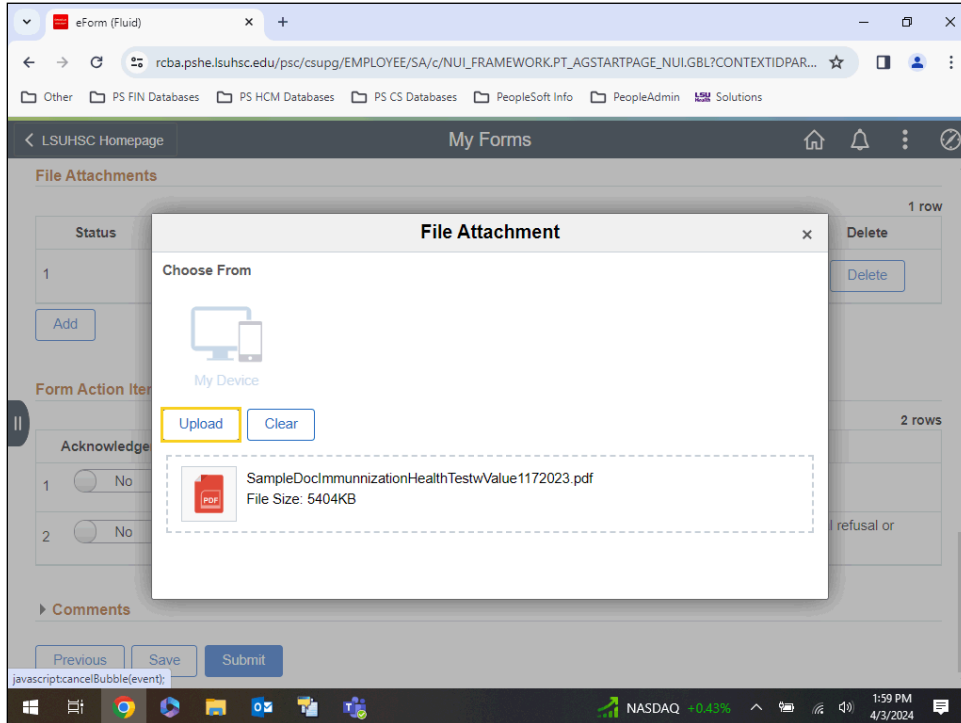 eForm (Fluid)
rcba.pshe.lsuhsc.edu/psc/csupg/EMPLOYEE/SA/c/NUI_FRAMEWORK.PT_AGSTARTPAGE_NUI.GBL?CONTEXTIDPAR...
Other PS FIN Databases PS HCM Databases PS CS Databases PeopleSoft Info PeopleAdmin LSU Solutions
LSUHSC Homepage My Forms
File Attachments
1 row
Status File Attachment Delete
1 Choose From Delete
Add
My Device
Form Action Iter
Upload Clear
2 rows
Acknowledge
1 No
SampleDocImmunnizationHealthTestwValue1172023.pdf
PDF
File Size: 5404KB
2 No l refusal or
Comments
Previous Save Submit
javascript:cancelBubble(event);
NASDAQ +0.43%
1:59 PM
4/3/2024